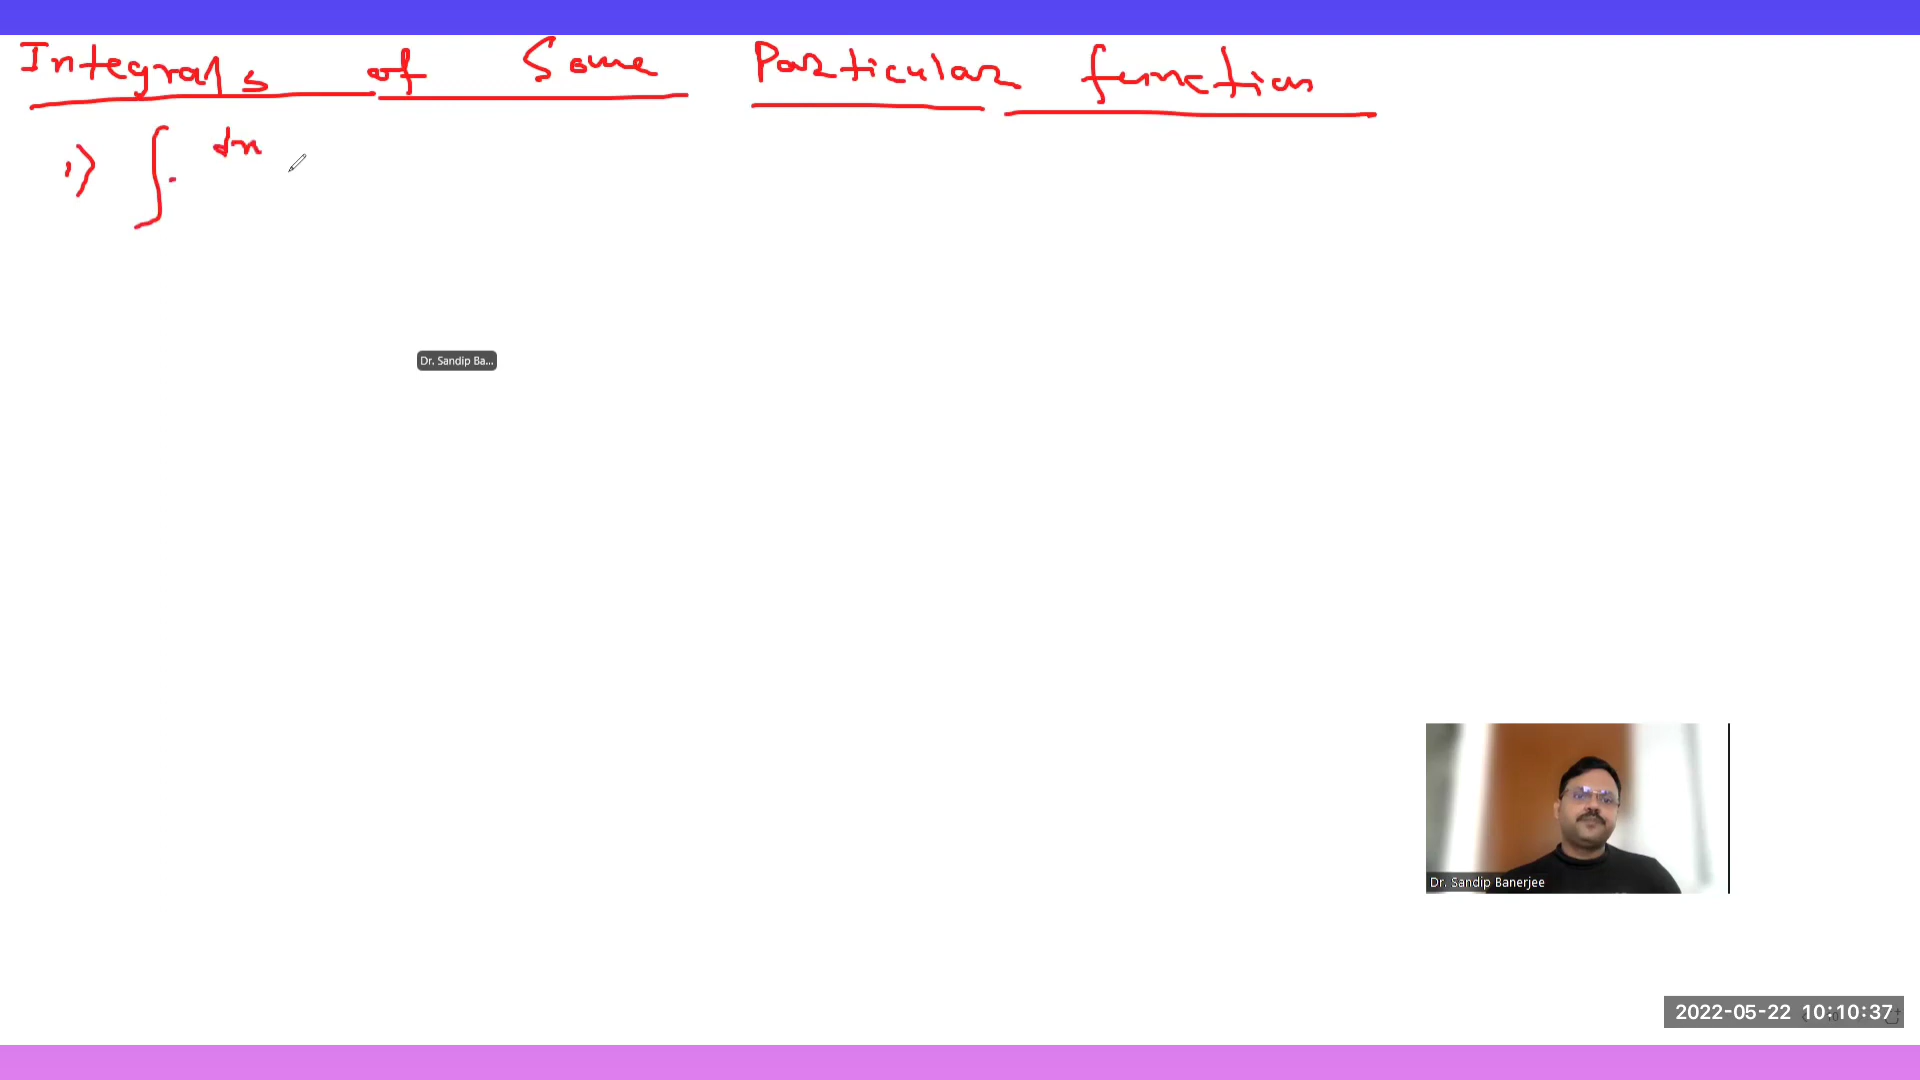 Integrals of Some Particular function
1) ∫ dx
Dr. Sandip Ba...
Dr. Sandip Banerjee
2022-05-22 10:10:37